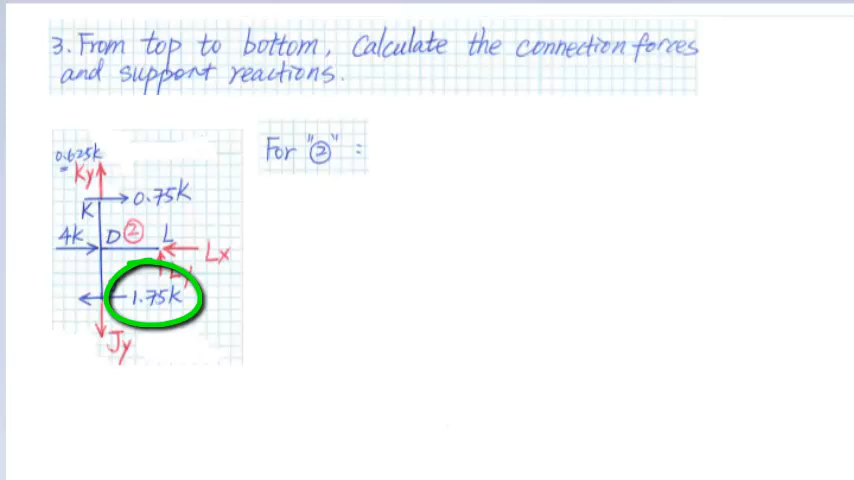 3. From top to bottom, Calculate the connection forces
and support reactions.
For "②" :
0.625k
Ky
0.75k
K
4k D ② L
Lx
Ly
1.75k
Jy